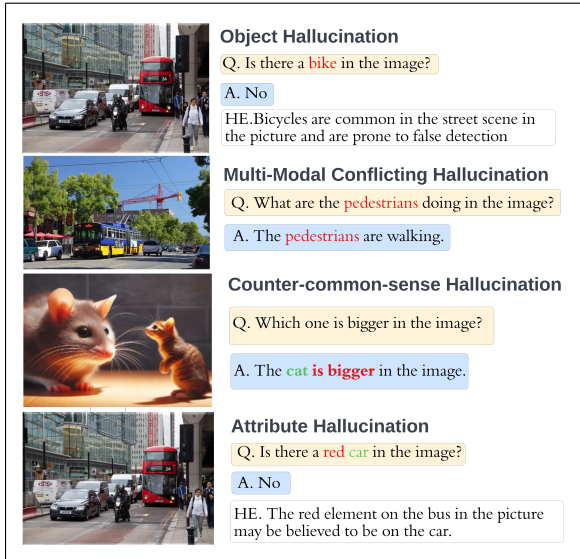 Object Hallucination
Q. Is there a bike in the image?
A. No
HE.Bicycles are common in the street scene in
the picture and are prone to false detection
Multi-Modal Conflicting Hallucination
Q. What are the pedestrians doing in the image?
A. The pedestrians are walking.
Counter-common-sense Hallucination
Q. Which one is bigger in the image?
A. The cat is bigger in the image.
Attribute Hallucination
Q. Is there a red car in the image?
A. No
HE. The red element on the bus in the picture
may be believed to be on the car.